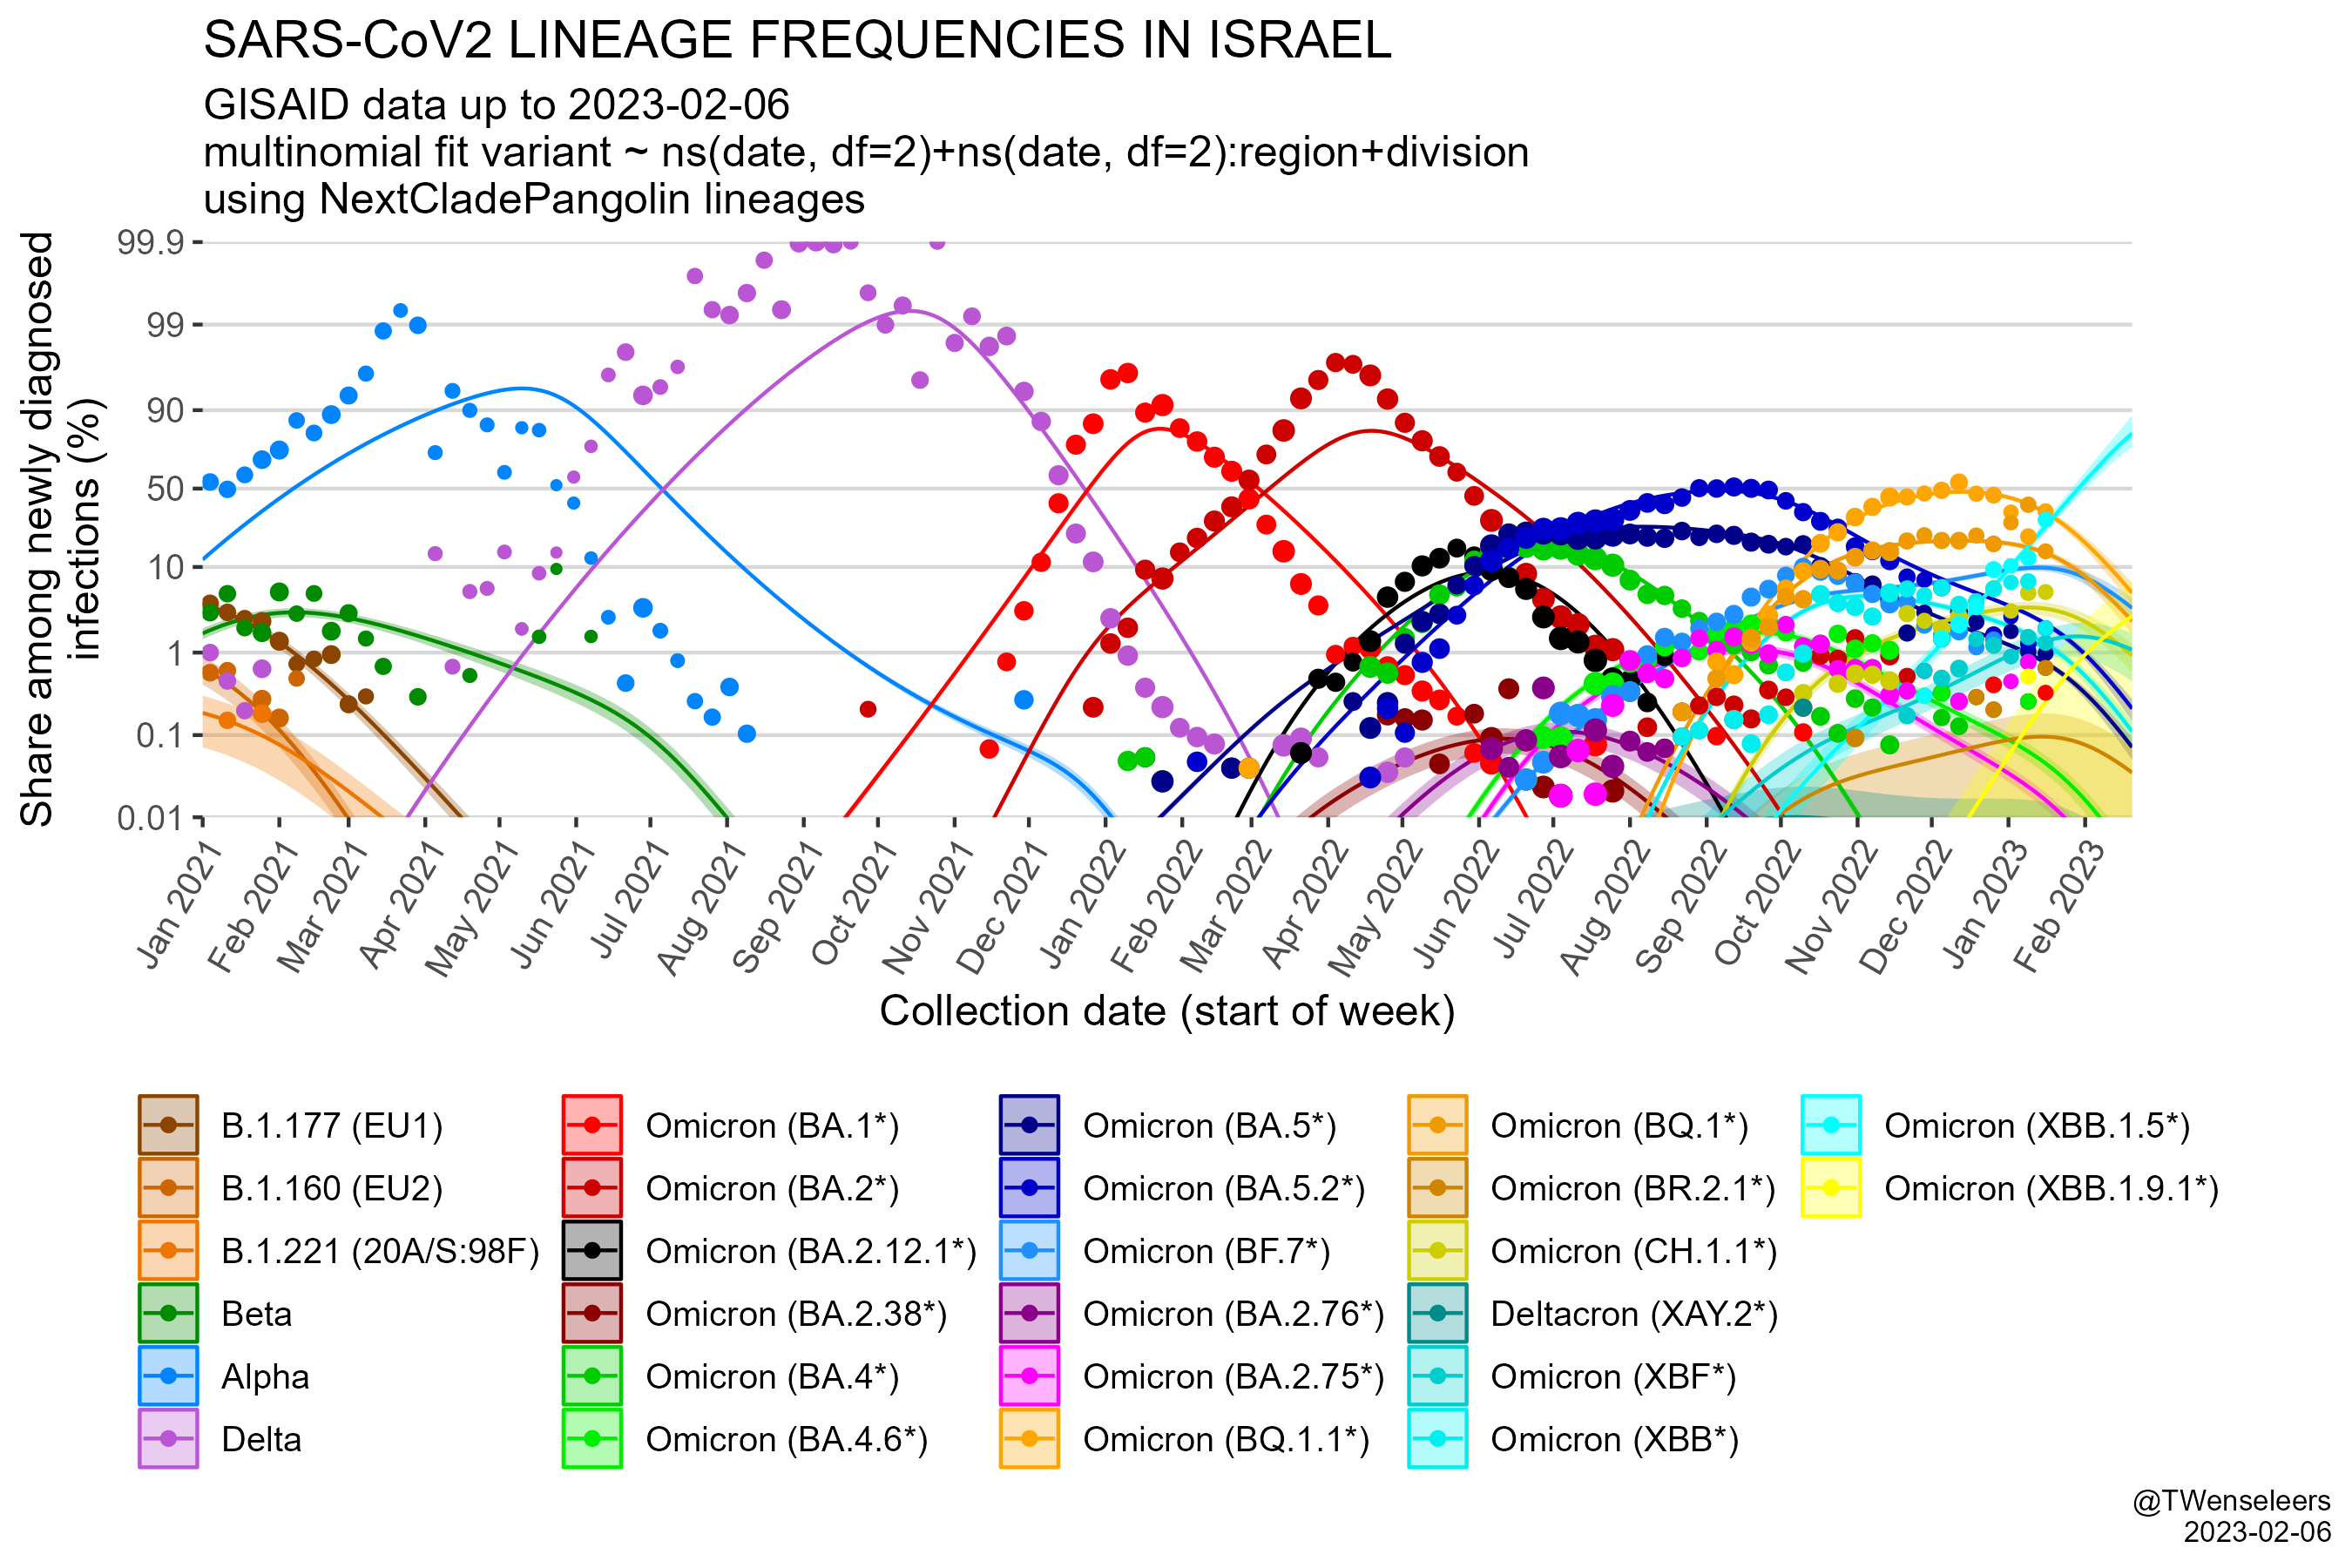 SARS-CoV2 LINEAGE FREQUENCIES IN ISRAEL
GISAID data up to 2023-02-06
multinomial fit variant ~ ns(date, df=2)+ns(date, df=2):region+division
using NextCladePangolin lineages
Share among newly diagnosed
infections (%)
99.9
99
90
50
10
1
0.1
0.01
Jan 2021
Feb 2021
Mar 2021
Apr 2021
May 2021
Jun 2021
Jul 2021
Aug 2021
Sep 2021
Oct 2021
Nov 2021
Dec 2021
Jan 2022
Feb 2022
Mar 2022
Apr 2022
May 2022
Jun 2022
Jul 2022
Aug 2022
Sep 2022
Oct 2022
Nov 2022
Dec 2022
Jan 2023
Feb 2023
Collection date (start of week)
B.1.177 (EU1)
B.1.160 (EU2)
B.1.221 (20A/S:98F)
Beta
Alpha
Delta
Omicron (BA.1*)
Omicron (BA.2*)
Omicron (BA.2.12.1*)
Omicron (BA.2.38*)
Omicron (BA.4*)
Omicron (BA.4.6*)
Omicron (BA.5*)
Omicron (BA.5.2*)
Omicron (BF.7*)
Omicron (BA.2.76*)
Omicron (BA.2.75*)
Omicron (BQ.1.1*)
Omicron (BQ.1*)
Omicron (BR.2.1*)
Omicron (CH.1.1*)
Deltacron (XAY.2*)
Omicron (XBF*)
Omicron (XBB*)
Omicron (XBB.1.5*)
Omicron (XBB.1.9.1*)
@TWenseleers
2023-02-06